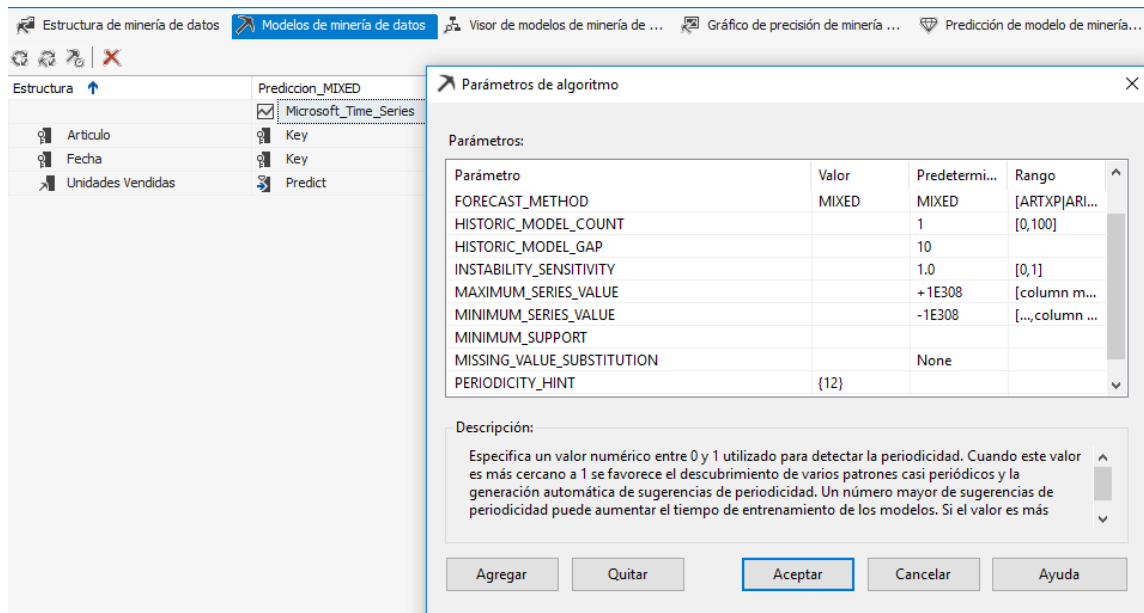 Estructura de minería de datos Modelos de minería de datos Visor de modelos de minería de ... Gráfico de precisión de minería ... Predicción de modelo de minería...
Estructura Prediccion_MIXED
Microsoft_Time_Series
Articulo Key
Fecha Key
Unidades Vendidas Predict
Parámetros de algoritmo
Parámetros:
Parámetro Valor Predetermi... Rango
FORECAST_METHOD MIXED MIXED [ARTXP|ARI...
HISTORIC_MODEL_COUNT 1 [0,100]
HISTORIC_MODEL_GAP 10
INSTABILITY_SENSITIVITY 1.0 [0,1]
MAXIMUM_SERIES_VALUE +1E308 [column m...
MINIMUM_SERIES_VALUE -1E308 [...,column ...
MINIMUM_SUPPORT
MISSING_VALUE_SUBSTITUTION None
PERIODICITY_HINT {12}
Descripción:
Especifica un valor numérico entre 0 y 1 utilizado para detectar la periodicidad. Cuando este valor
es más cercano a 1 se favorece el descubrimiento de varios patrones casi periódicos y la
generación automática de sugerencias de periodicidad. Un número mayor de sugerencias de
periodicidad puede aumentar el tiempo de entrenamiento de los modelos. Si el valor es más
Agregar Quitar Aceptar Cancelar Ayuda